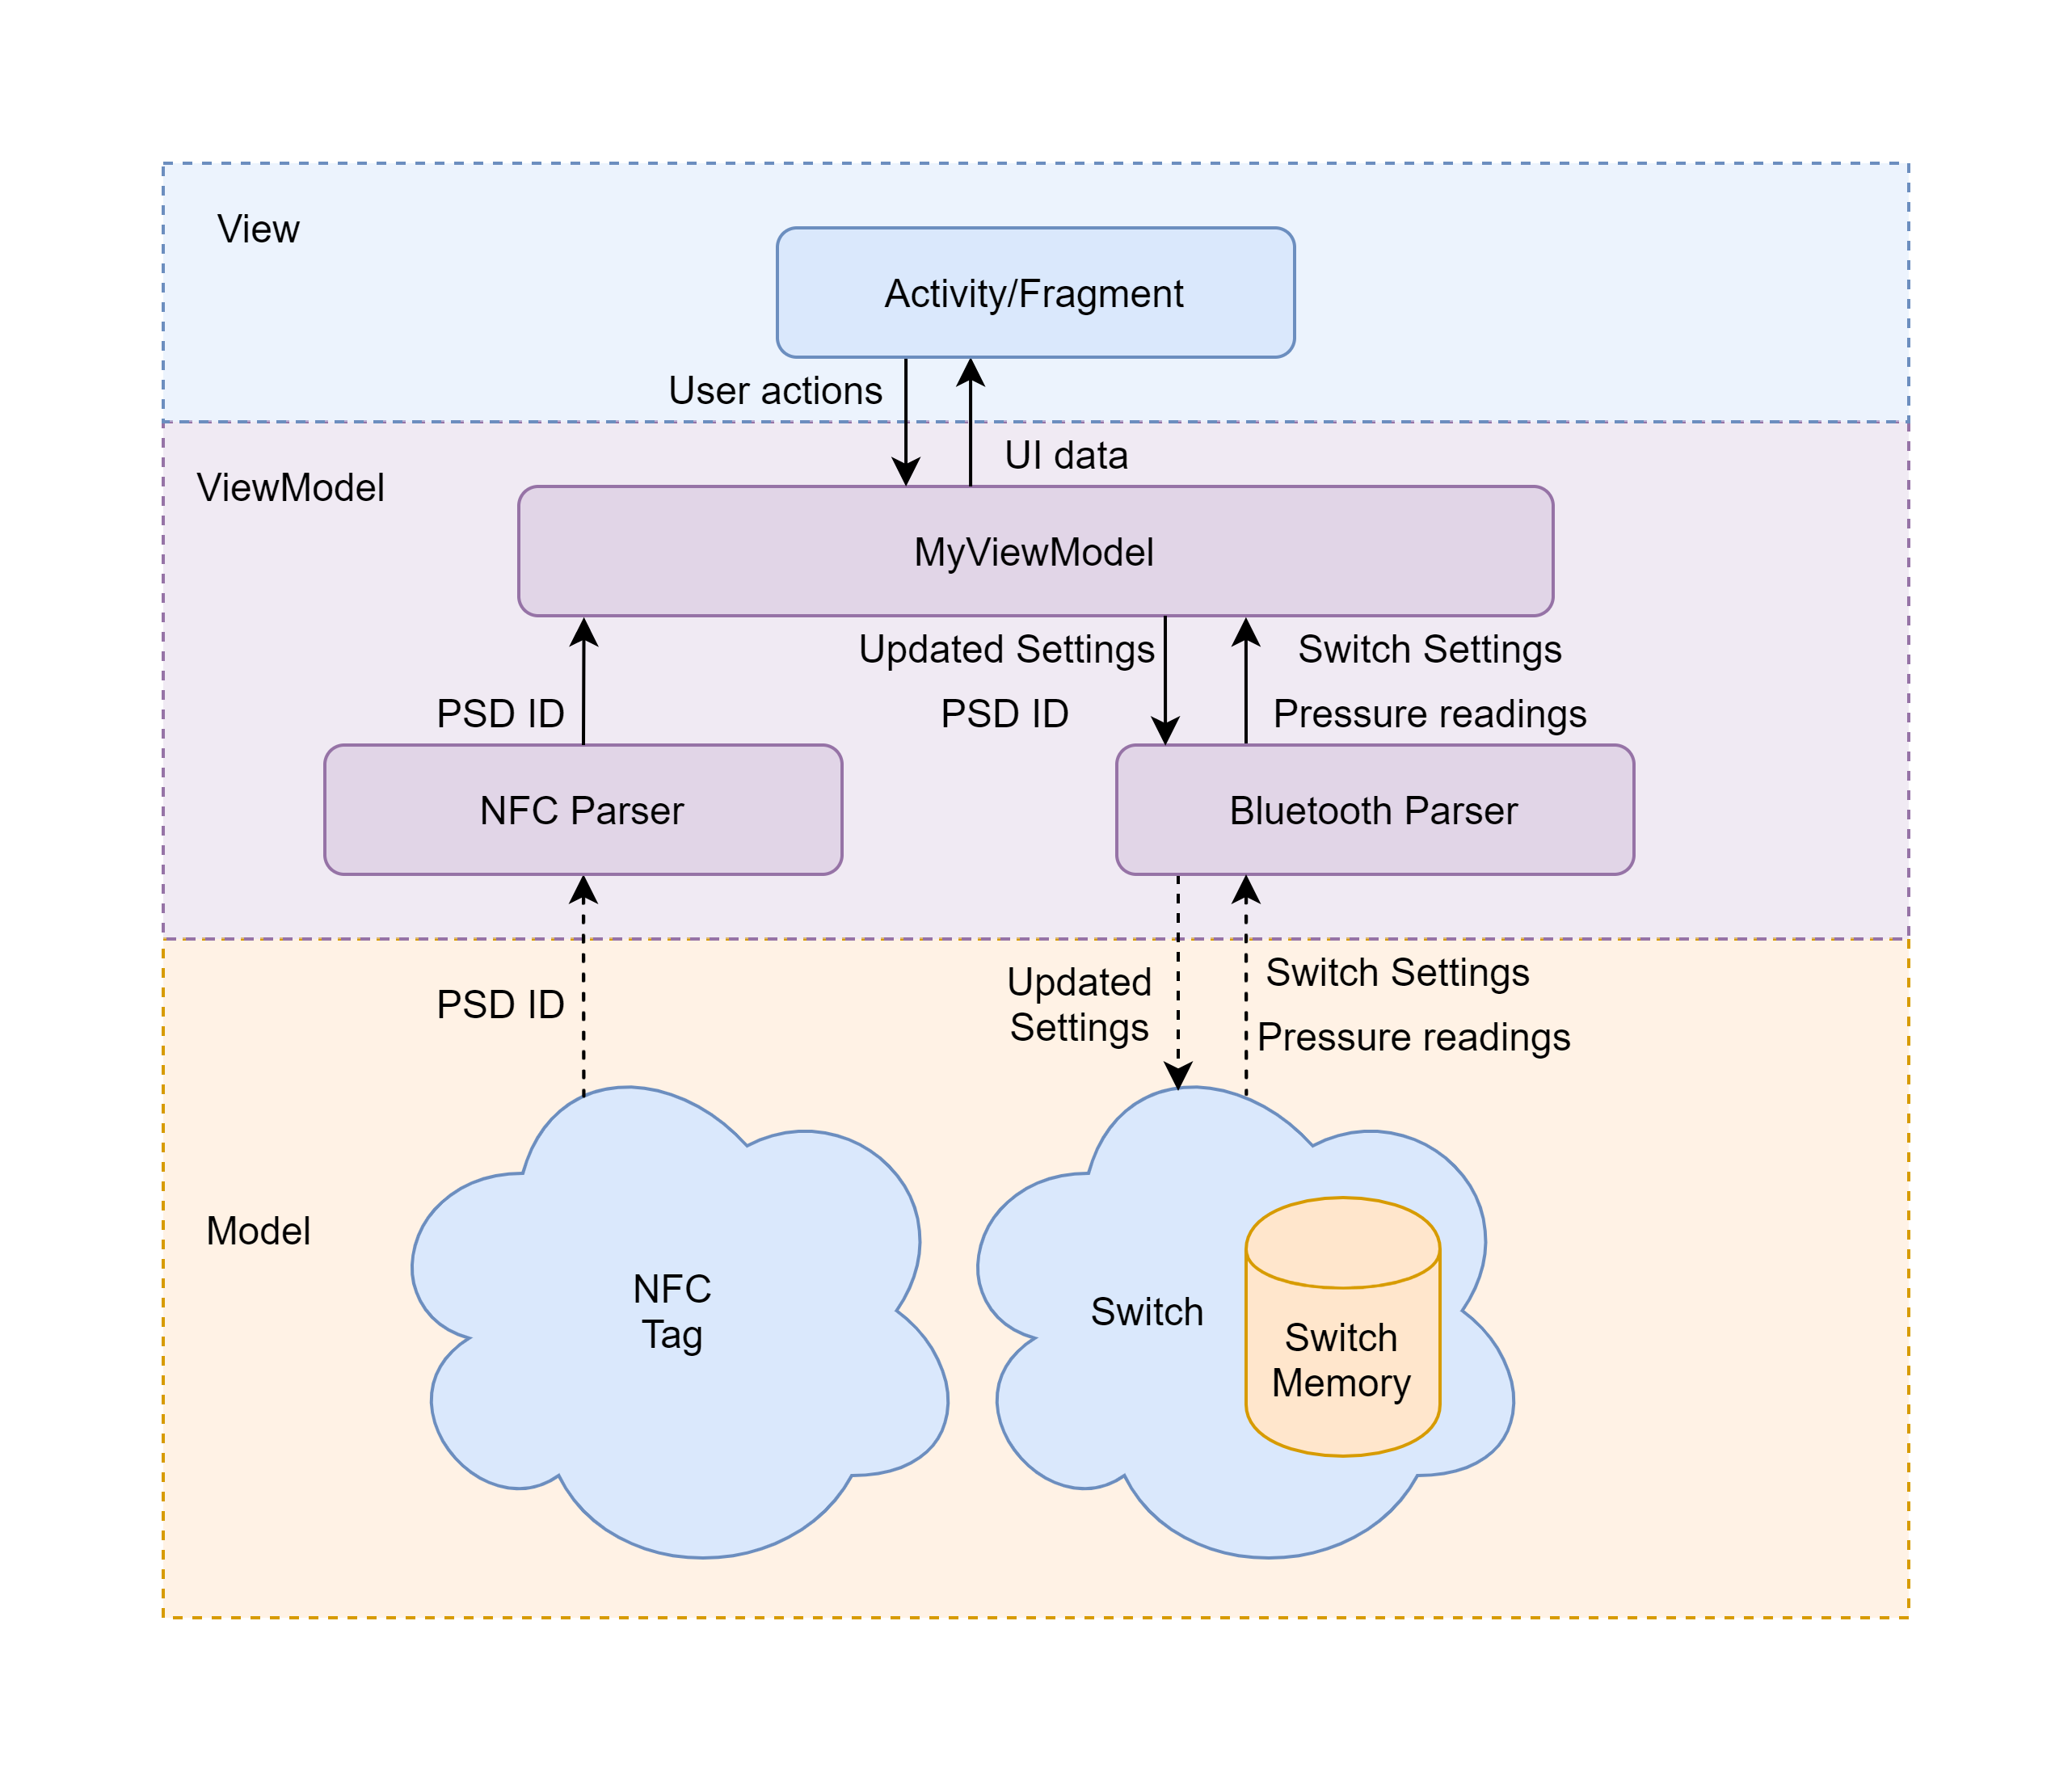 View
Activity/Fragment
User actions
UI data
ViewModel
MyViewModel
Updated Settings
Switch Settings
PSD ID
PSD ID
Pressure readings
NFC Parser
Bluetooth Parser
PSD ID
Updated
Settings
Switch Settings
Pressure readings
Model
NFC
Tag
Switch
Switch
Memory